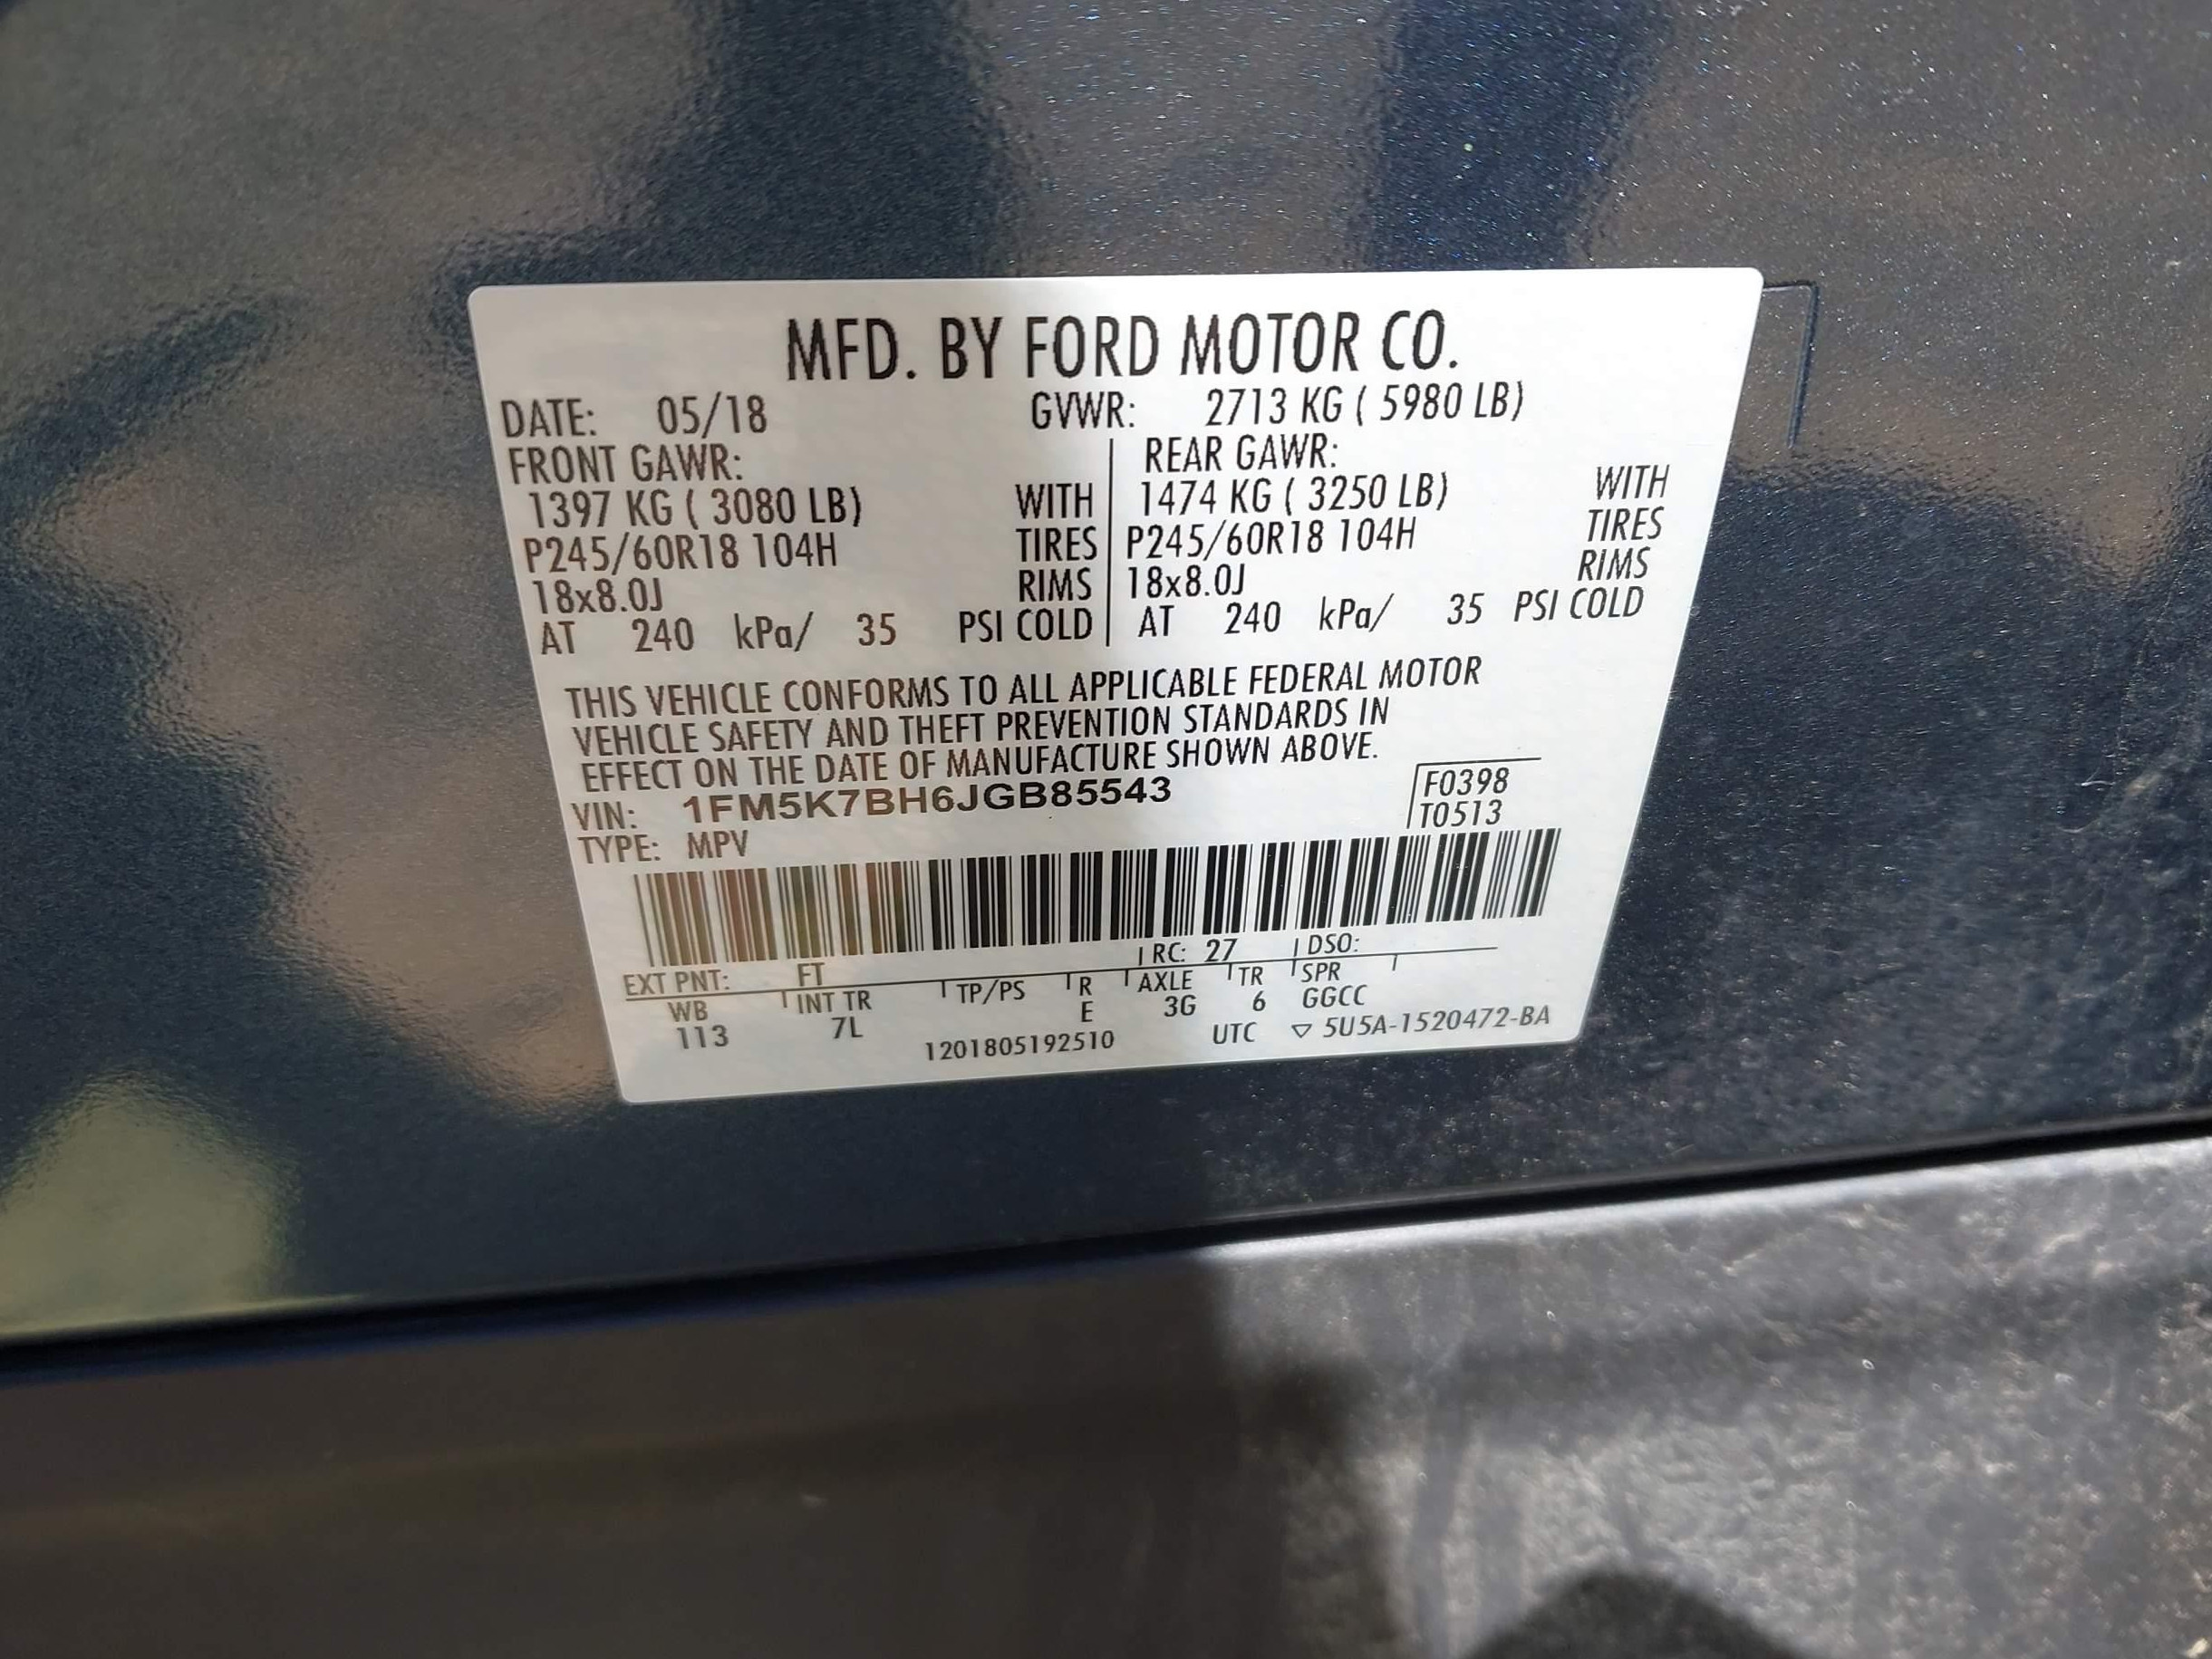 MFD. BY FORD MOTOR CO.
DATE: 05/18 GVWR: 2713 KG ( 5980 LB)
FRONT GAWR: REAR GAWR:
1397 KG ( 3080 LB) WITH 1474 KG ( 3250 LB) WITH
P245/60R18 104H TIRES P245/60R18 104H TIRES
18x8.0J RIMS 18x8.0J RIMS
AT 240 kPa/ 35 PSI COLD AT 240 kPa/ 35 PSI COLD
THIS VEHICLE CONFORMS TO ALL APPLICABLE FEDERAL MOTOR
VEHICLE SAFETY AND THEFT PREVENTION STANDARDS IN
EFFECT ON THE DATE OF MANUFACTURE SHOWN ABOVE.
VIN: 1FM5K7BH6JGB85543 F0398
TYPE: MPV T0513
EXT PNT: FT RC: 27 DSO:
WB INT TR TP/PS R AXLE TR SPR
113 7L E 3G 6 GGCC
1201805192510 UTC ▽ 5U5A-1520472-BA